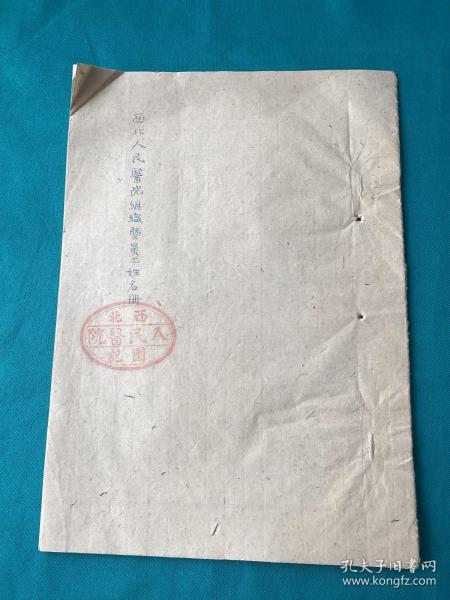 西北人民醫院組織暨員工姓名冊
西北
人民醫院
圖記
孔夫子旧书网
www.kongfz.com